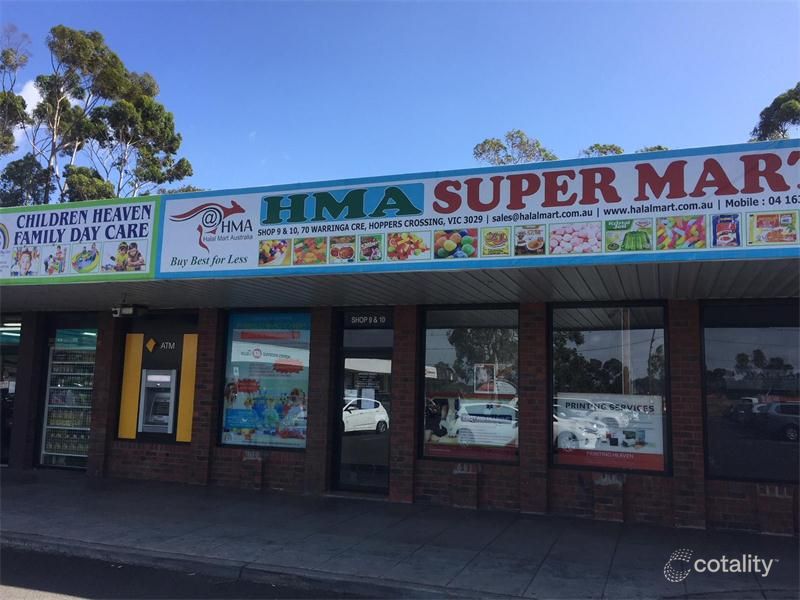 CHILDREN HEAVEN
FAMILY DAY CARE
@HMA
Halal Mart Australia
Buy Best for Less
HMA SUPER MART
SHOP 9 & 10, 70 WARRINGA CRE, HOPPERS CROSSING, VIC 3029 | sales@halalmart.com.au | www.halalmart.com.au | Mobile : 04 163
ATM
SHOP 9 & 10
PRINTING SERVICES
PRINTING HEAVEN
cotality